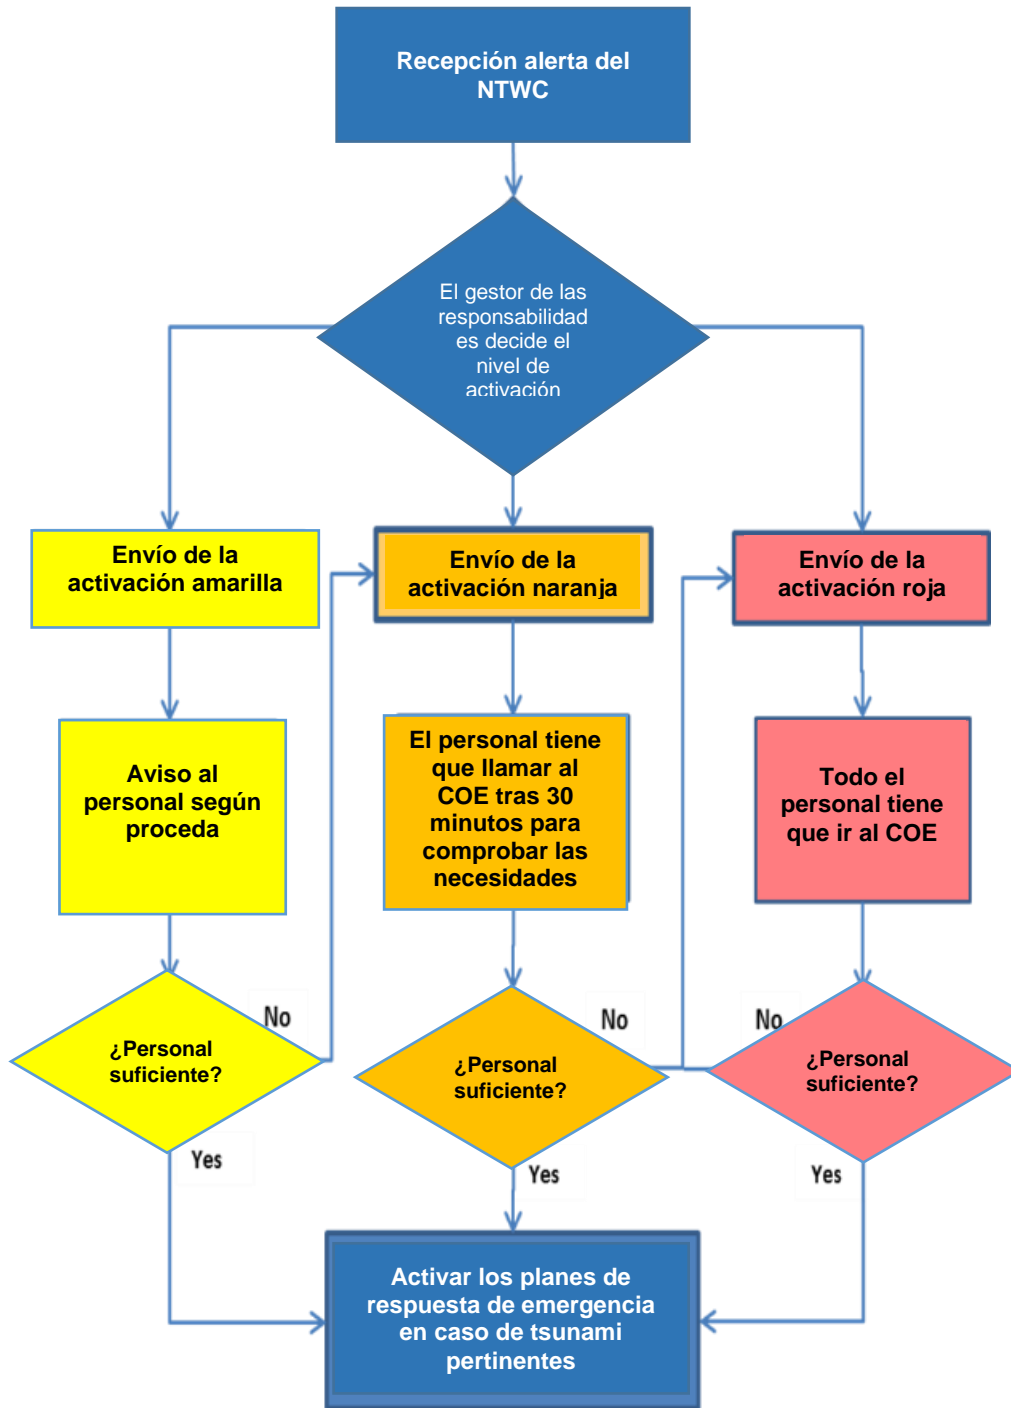 Recepción alerta del
NTWC
El gestor de las
responsabilidad
es decide el
nivel de
activación
Envío de la
activación amarilla
Envío de la
activación naranja
Envío de la
activación roja
Aviso al
personal según
proceda
El personal tiene
que llamar al
COE tras 30
minutos para
comprobar las
necesidades
Todo el
personal tiene
que ir al COE
¿Personal
suficiente?
No
Yes
¿Personal
suficiente?
No
Yes
¿Personal
suficiente?
No
Yes
Activar los planes de
respuesta de emergencia
en caso de tsunami
pertinentes